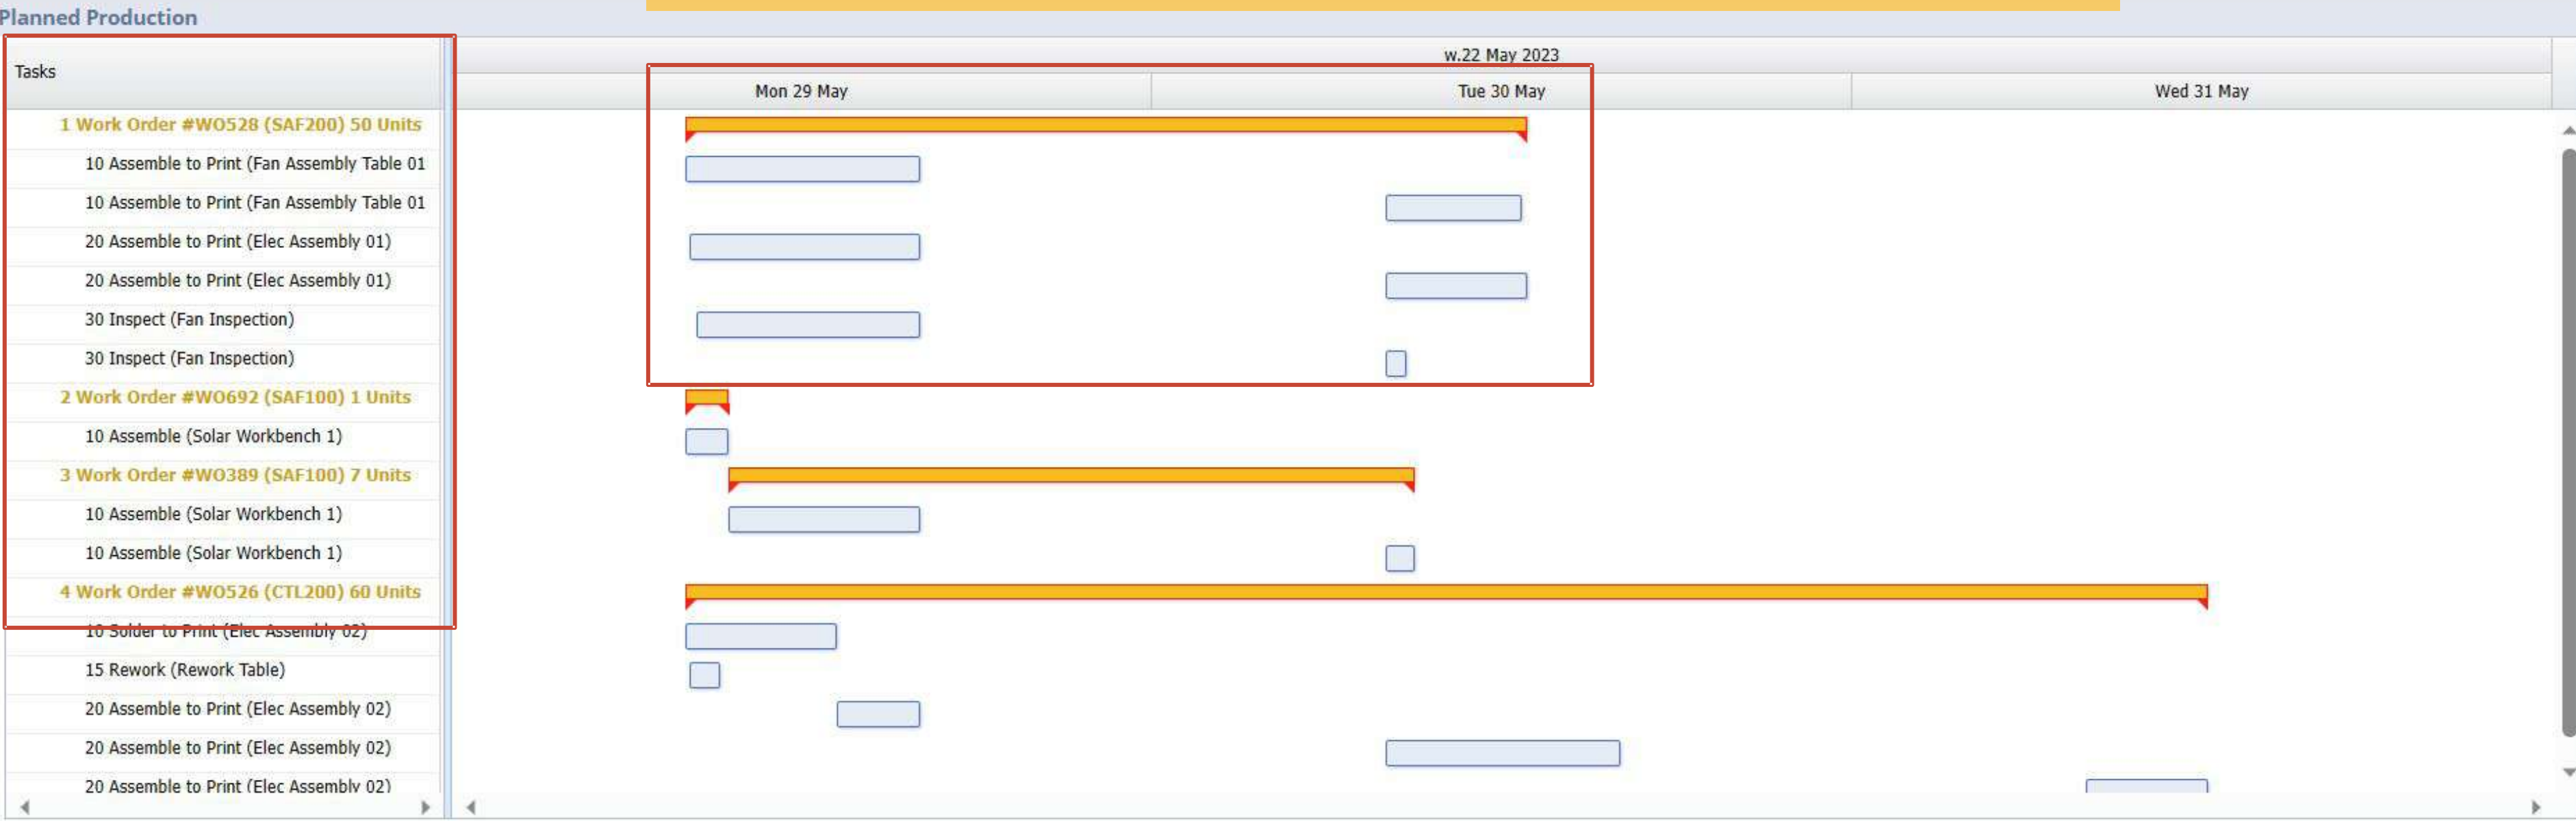 Planned Production
Tasks
w.22 May 2023
Mon 29 May
Tue 30 May
Wed 31 May
1 Work Order #WO528 (SAF200) 50 Units
10 Assemble to Print (Fan Assembly Table 01
10 Assemble to Print (Fan Assembly Table 01
20 Assemble to Print (Elec Assembly 01)
20 Assemble to Print (Elec Assembly 01)
30 Inspect (Fan Inspection)
30 Inspect (Fan Inspection)
2 Work Order #WO692 (SAF100) 1 Units
10 Assemble (Solar Workbench 1)
3 Work Order #WO389 (SAF100) 7 Units
10 Assemble (Solar Workbench 1)
10 Assemble (Solar Workbench 1)
4 Work Order #WO526 (CTL200) 60 Units
10 Solder to Print (Elec Assembly 02)
15 Rework (Rework Table)
20 Assemble to Print (Elec Assembly 02)
20 Assemble to Print (Elec Assembly 02)
20 Assemble to Print (Elec Assembly 02)